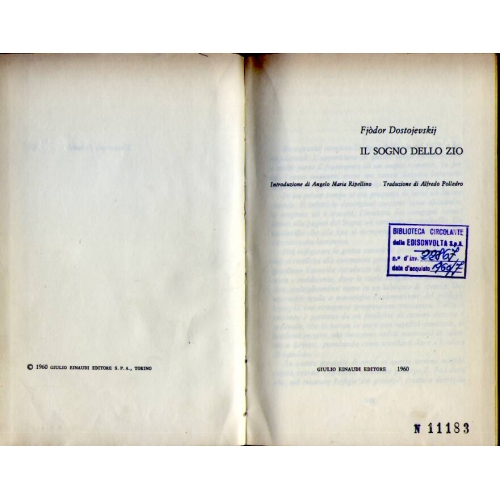 © 1960 GIULIO EINAUDI EDITORE S. P. A., TORINO
Fjòdor Dostojevskij
IL SOGNO DELLO ZIO
Introduzione di Angelo Maria Ripellino Traduzione di Alfredo Polledro
BIBLIOTECA CIRCOLANTE
della EDISONVOLTA S.p.A.
n.º d'inv.
data d'acquisto
GIULIO EINAUDI EDITORE 1960
N 11183